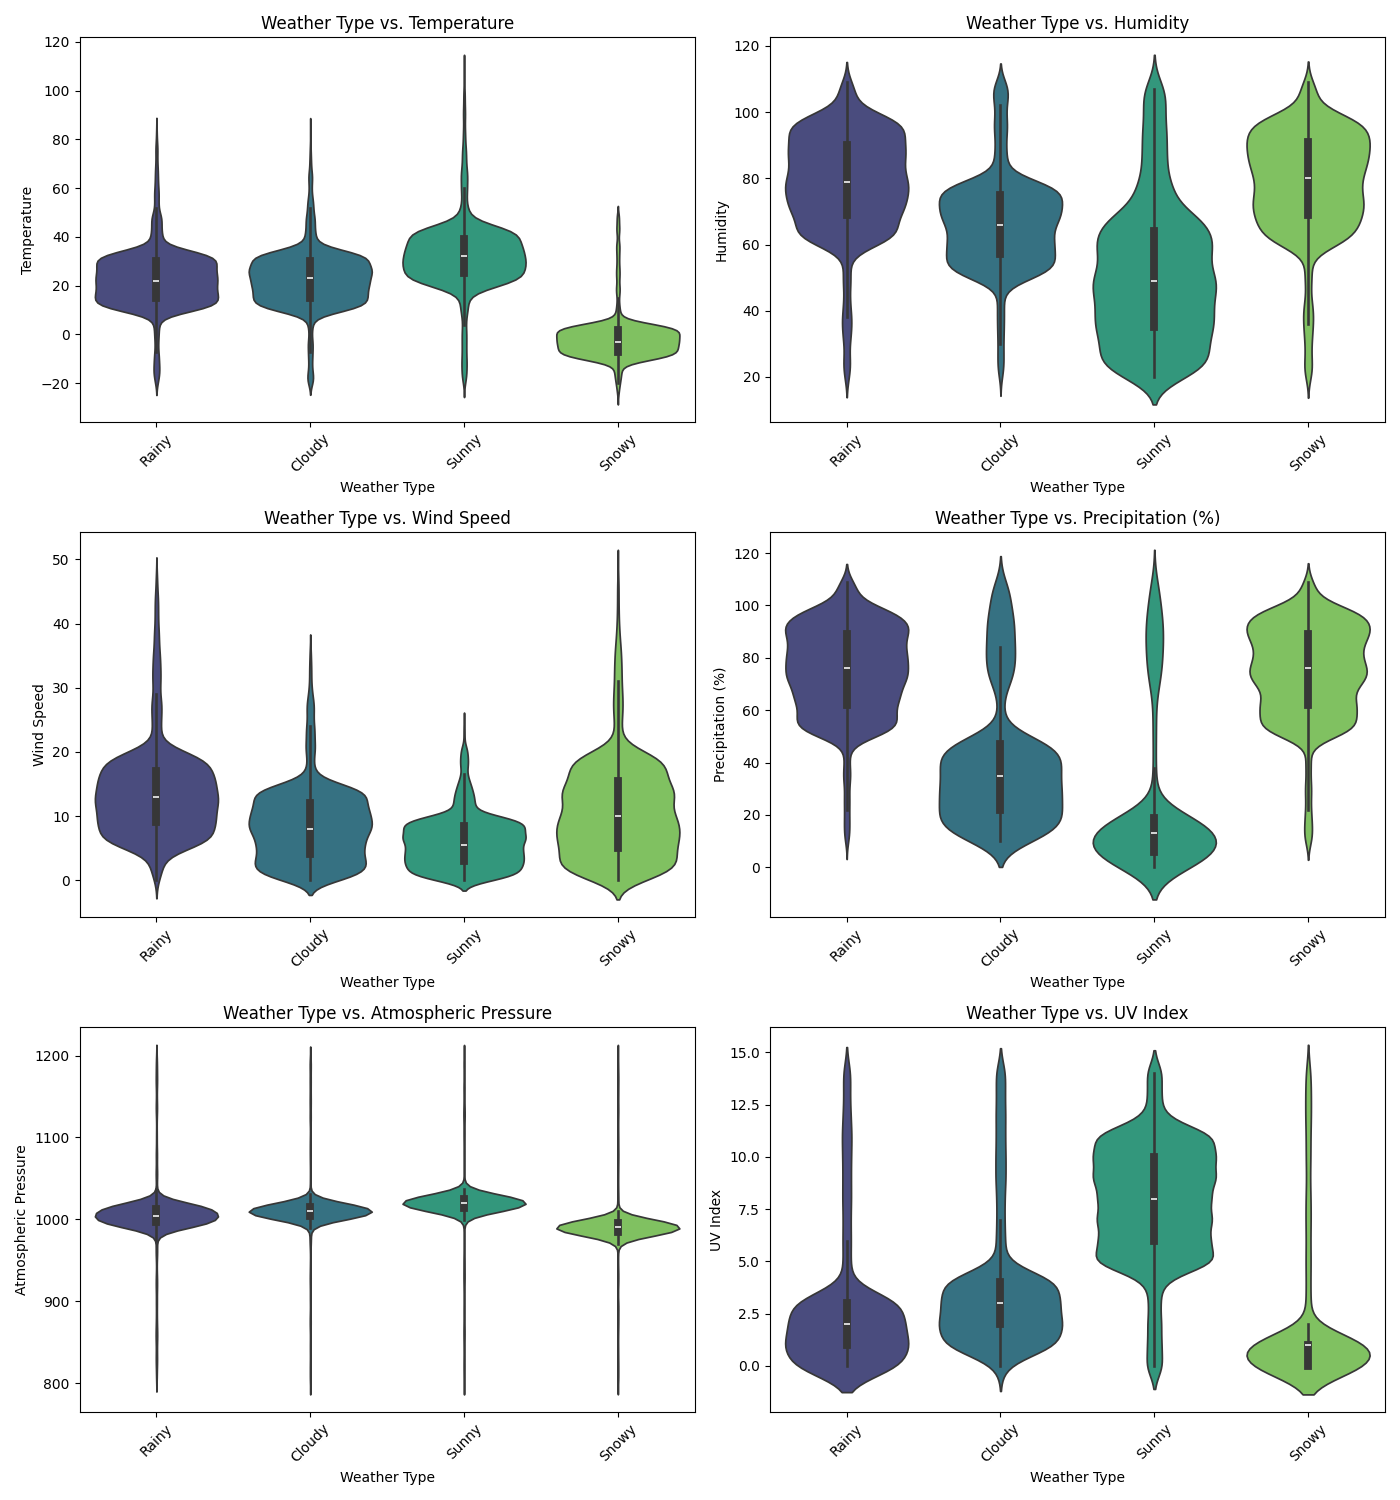 Weather Type vs. Temperature
120
100
80
60
40
20
0
−20
Temperature
Rainy
Cloudy
Sunny
Snowy
Weather Type
Weather Type vs. Humidity
120
100
80
60
40
20
Humidity
Rainy
Cloudy
Sunny
Snowy
Weather Type
Weather Type vs. Wind Speed
50
40
30
20
10
0
Wind Speed
Rainy
Cloudy
Sunny
Snowy
Weather Type
Weather Type vs. Precipitation (%)
120
100
80
60
40
20
0
Precipitation (%)
Rainy
Cloudy
Sunny
Snowy
Weather Type
Weather Type vs. Atmospheric Pressure
1200
1100
1000
900
800
Atmospheric Pressure
Rainy
Cloudy
Sunny
Snowy
Weather Type
Weather Type vs. UV Index
15.0
12.5
10.0
7.5
5.0
2.5
0.0
UV Index
Rainy
Cloudy
Sunny
Snowy
Weather Type